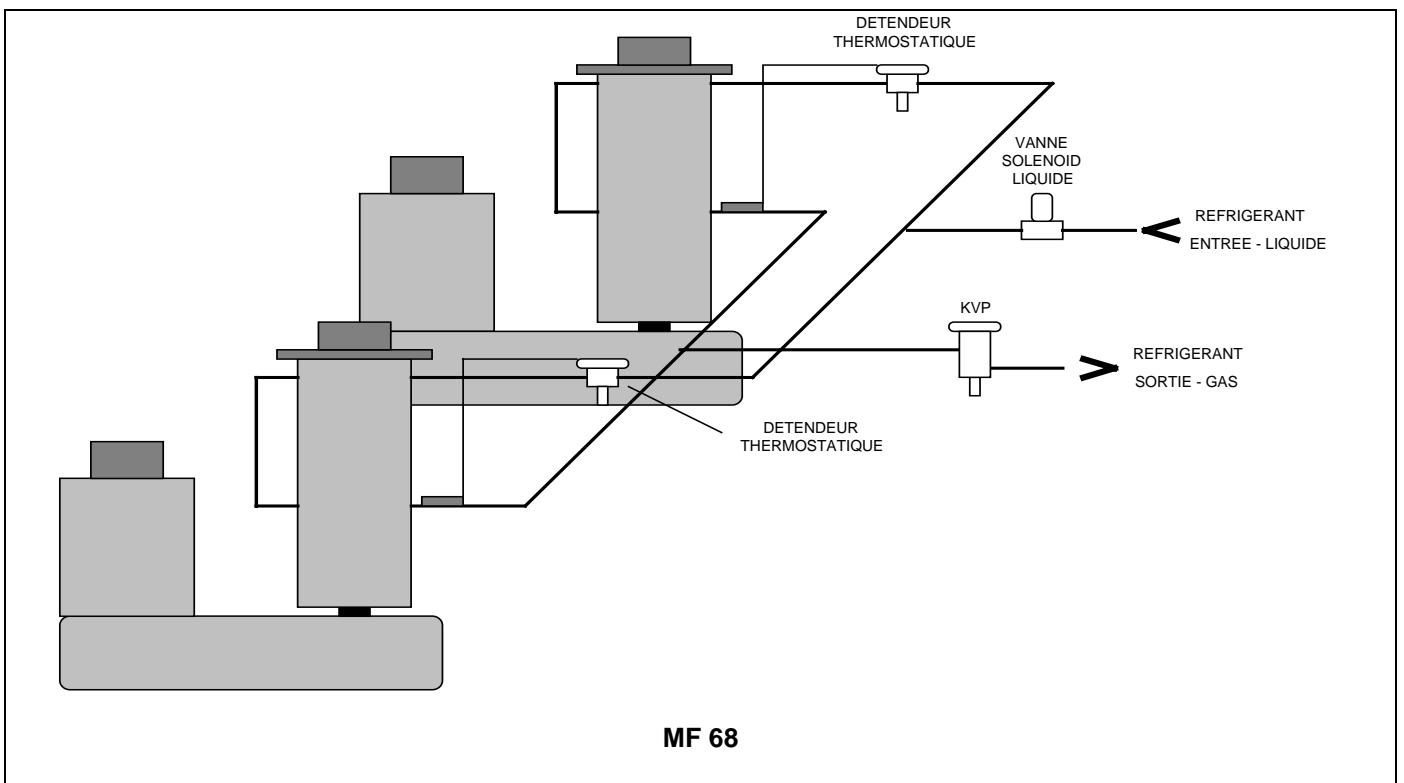 DETENDEUR
THERMOSTATIQUE
VANNE
SOLENOID
LIQUIDE
REFRIGERANT
ENTREE - LIQUIDE
KVP
REFRIGERANT
SORTIE - GAS
DETENDEUR
THERMOSTATIQUE
MF 68